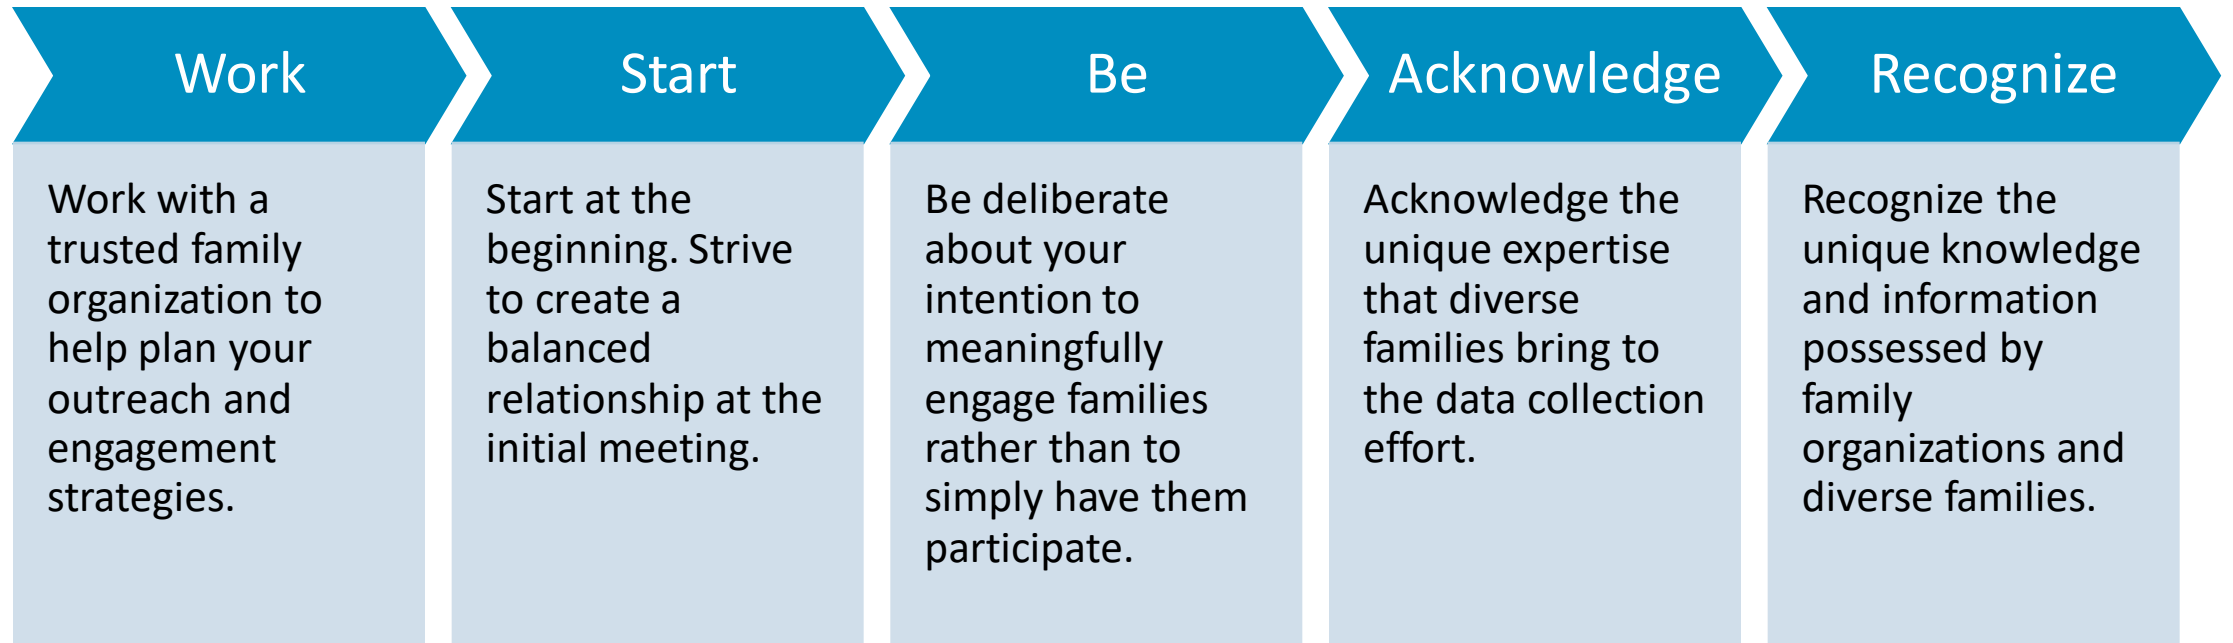 Work
Work with a
trusted family
organization to
help plan your
outreach and
engagement
strategies.
Start
Start at the
beginning. Strive
to create a
balanced
relationship at the
initial meeting.
Be
Be deliberate
about your
intention to
meaningfully
engage families
rather than to
simply have them
participate.
Acknowledge
Acknowledge the
unique expertise
that diverse
families bring to
the data collection
effort.
Recognize
Recognize the
unique knowledge
and information
possessed by
family
organizations and
diverse families.